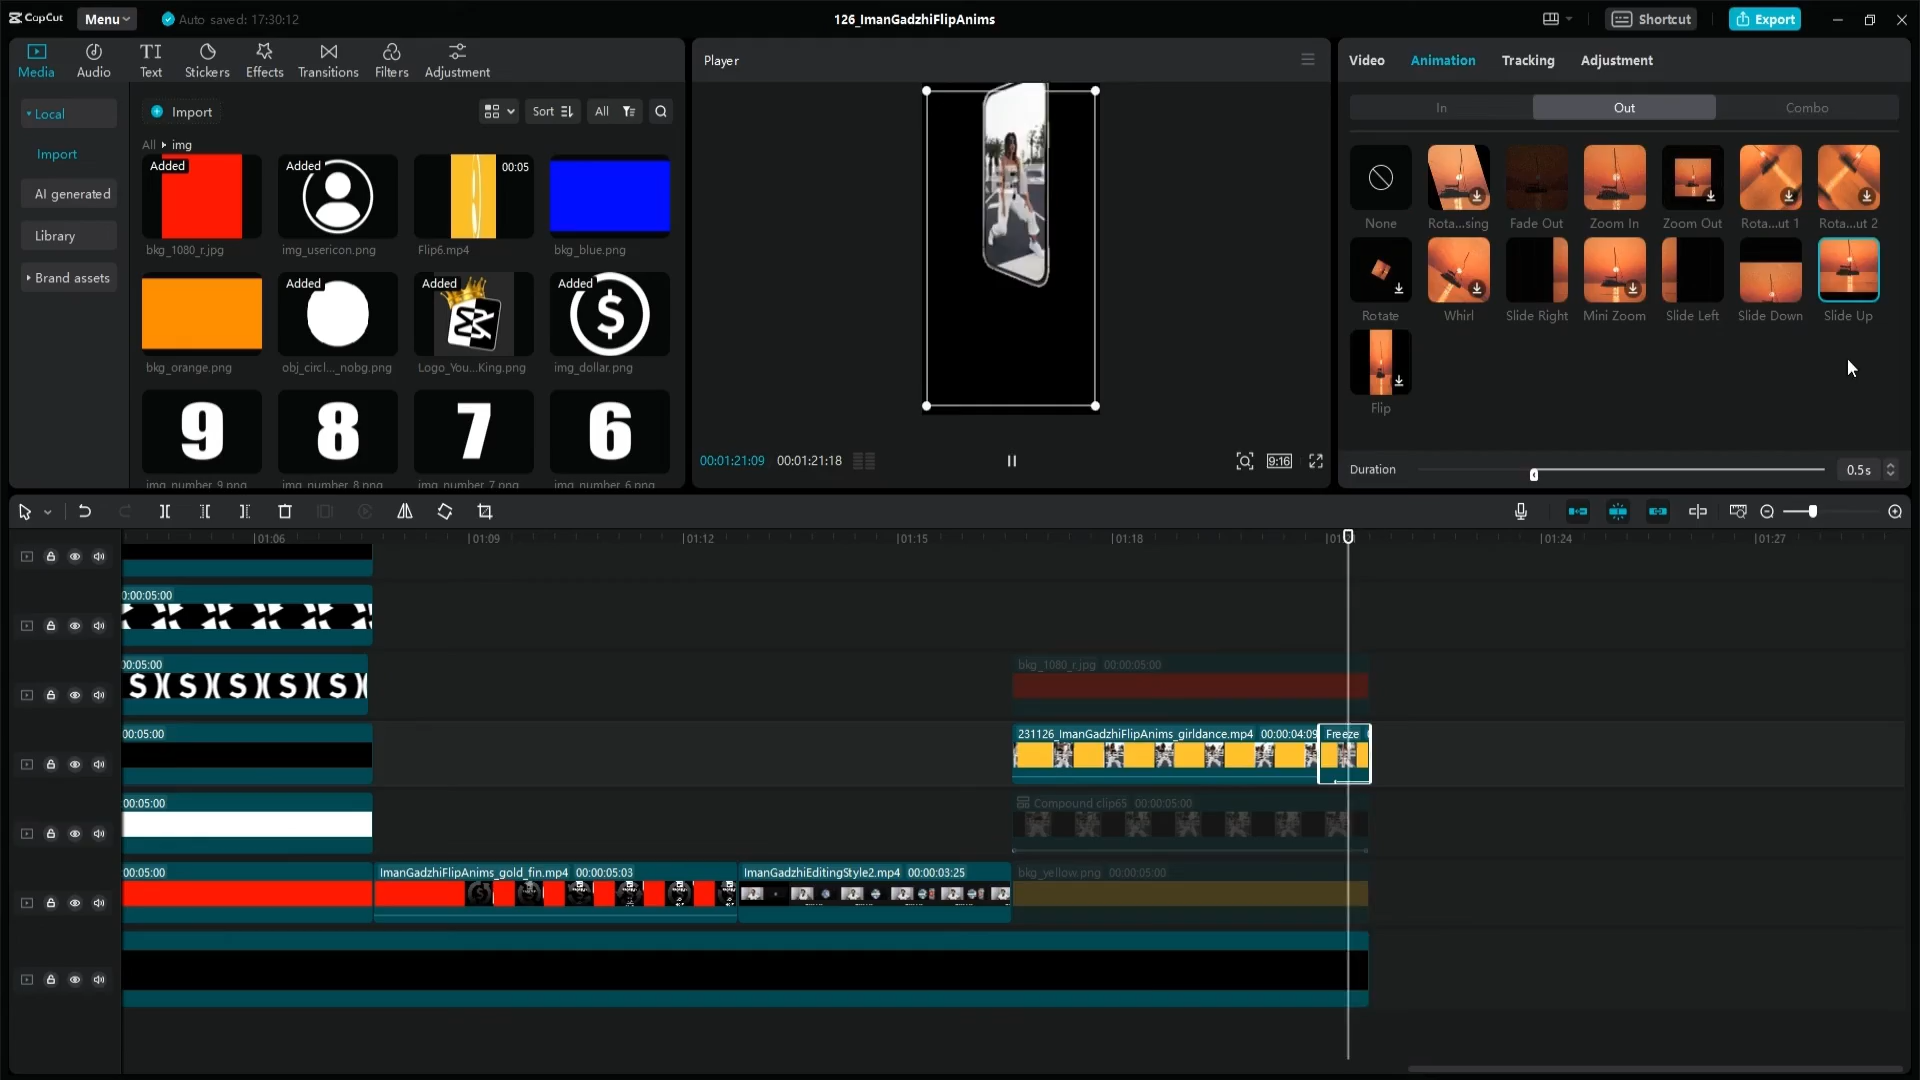 CapCut
Menu
Auto saved: 17:30:12
126_ImanGadzhiFlipAnims
Shortcut
Export
Media
Audio
TI
Text
Stickers
Effects
Transitions
Filters
Adjustment
Player
Video
Animation
Tracking
Adjustment
Local
Import
AI generated
Library
Brand assets
Import
Sort
All
All
img
Added
bkg_1080_r.jpg
Added
img_usericon.png
00:05
Flip6.mp4
bkg_blue.png
bkg_orange.png
Added
obj_circl..._nobg.png
Added
Logo_You...King.png
Added
$
img_dollar.png
9
img_number_9.png
8
img_number_8.png
7
img_number_7.png
6
img_number_6.png
00:01:21:09
00:01:21:18
9:16
In
Out
Combo
None
Rota...sing
Fade Out
Zoom In
Zoom Out
Rota...ut 1
Rota...ut 2
Rotate
Whirl
Slide Right
Mini Zoom
Slide Left
Slide Down
Slide Up
Flip
Duration
0.5s
01:06
01:09
01:12
01:15
01:18
01:24
01:27
0:00:05:00
00:05:00
bkg_1080_r.jpg 00:00:05:00
00:05:00
231126_ImanGadzhiFlipAnims_girldance.mp4 00:00:04:09
Freeze
00:05:00
Compound clip65 00:00:05:00
00:05:00
ImanGadzhiFlipAnims_gold_fin.mp4 00:00:05:03
ImanGadzhiEditingStyle2.mp4 00:00:03:25
bkg_yellow.png 00:00:05:00